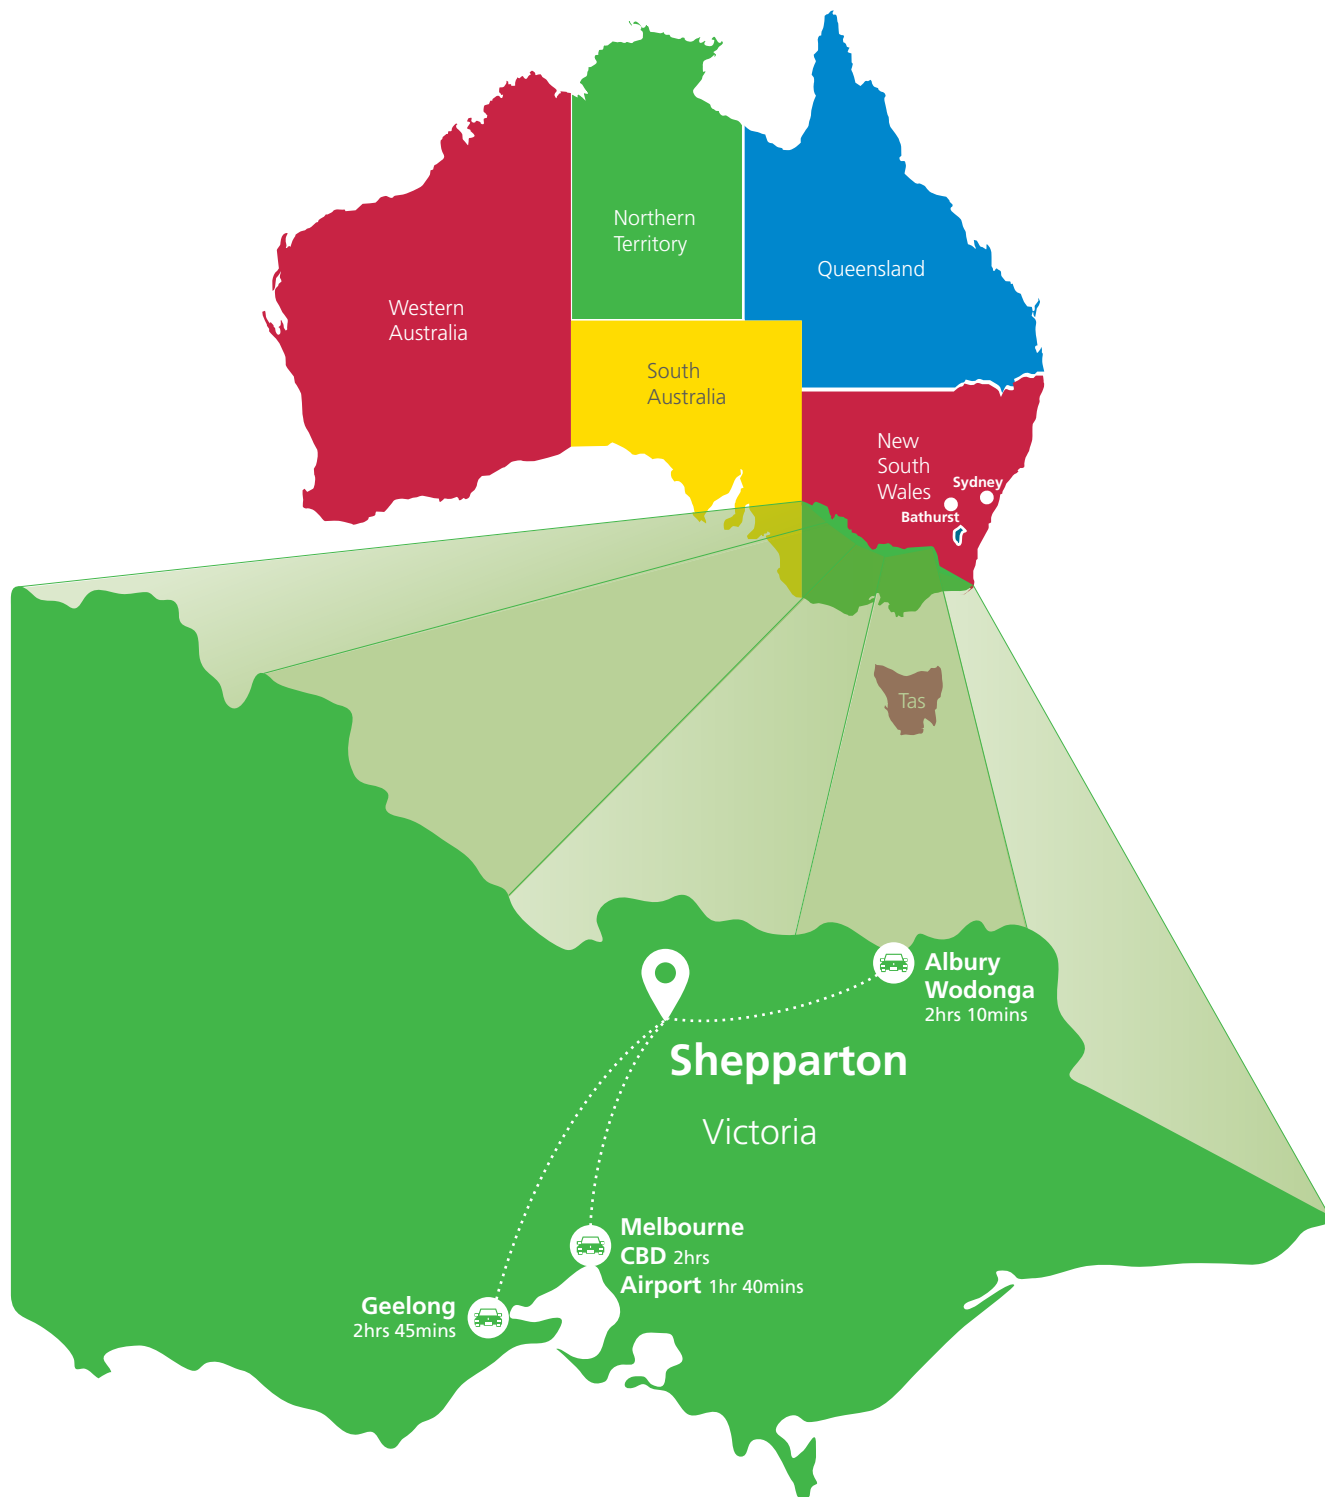 Northern
Territory
Queensland
Western
Australia
South
Australia
New
South
Wales
Sydney
Bathurst
Tas
Albury
Wodonga
2hrs 10mins
Shepparton
Victoria
Melbourne
CBD 2hrs
Airport 1hr 40mins
Geelong
2hrs 45mins